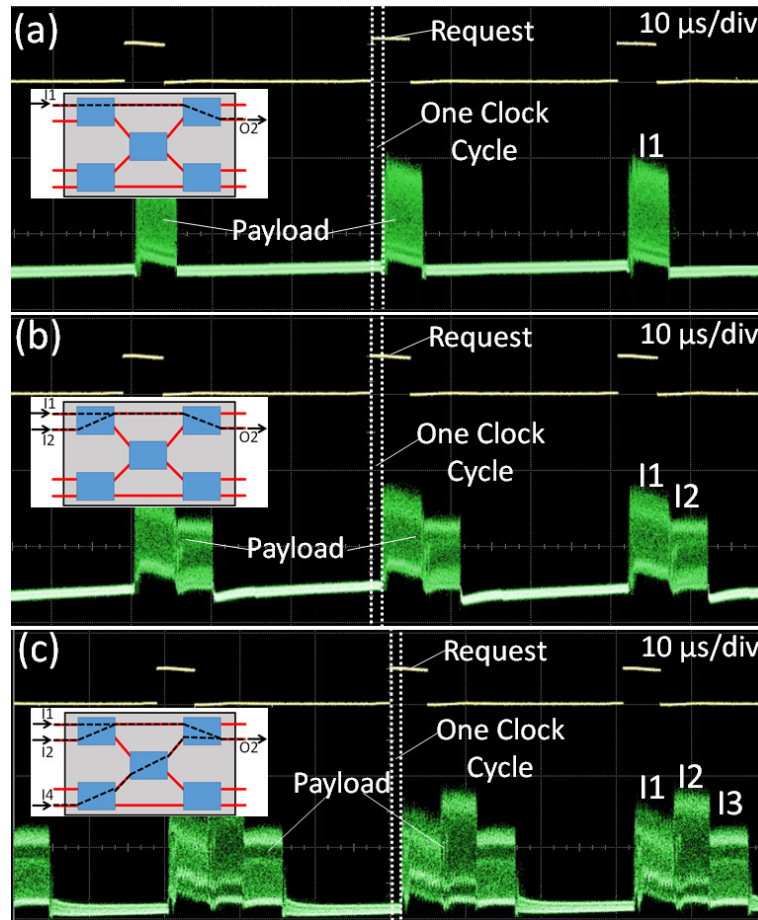 (a)
Request
10 µs/div
I1
O2
One Clock
Cycle
I1
Payload
(b)
Request
10 µs/div
I1
I2
O2
One Clock
Cycle
I1
I2
Payload
(c)
Request
10 µs/div
I1
I2
O2
I4
One Clock
Cycle
Payload
I1
I2
I3